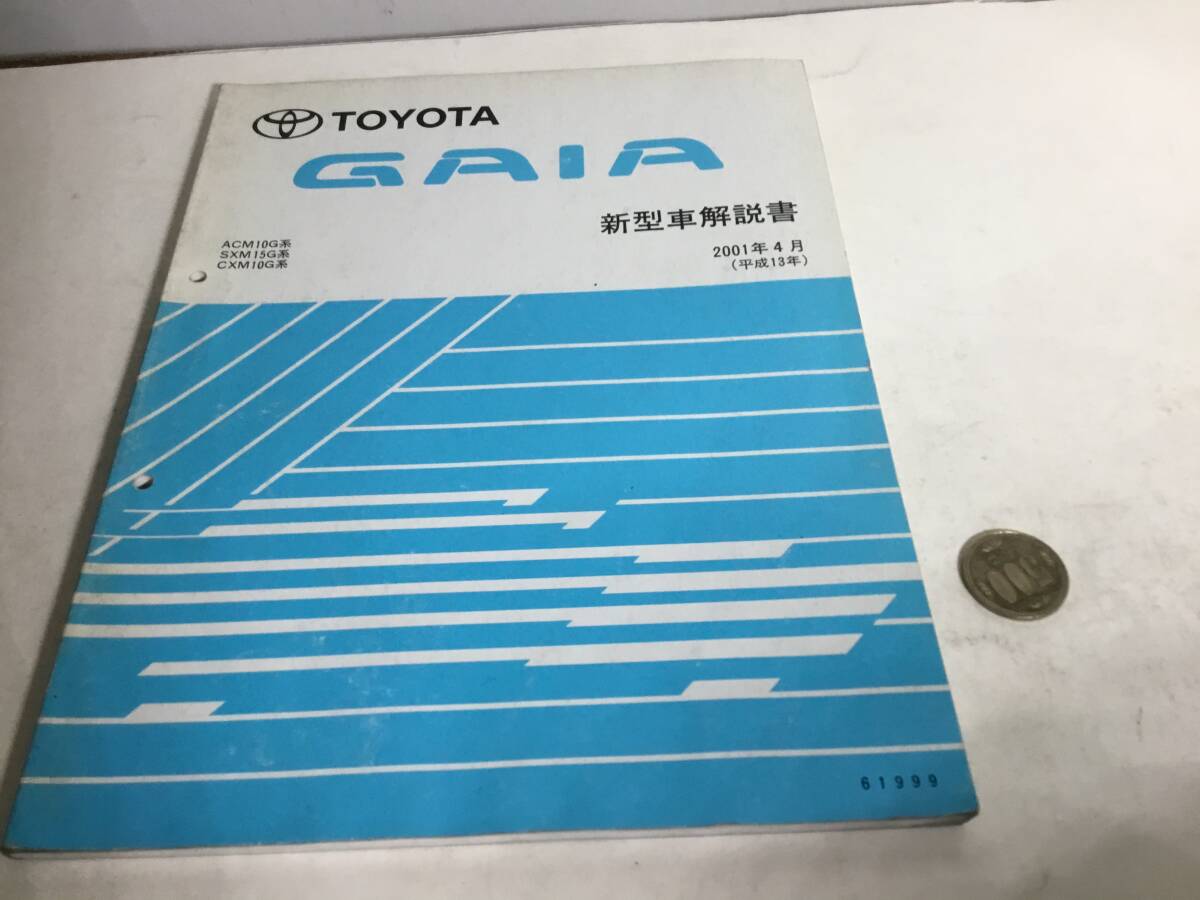 TOYOTA
GAIA
新型車解説書
ACM10G系
SXM15G系
CXM10G系
2001年4月
(平成13年)
61999